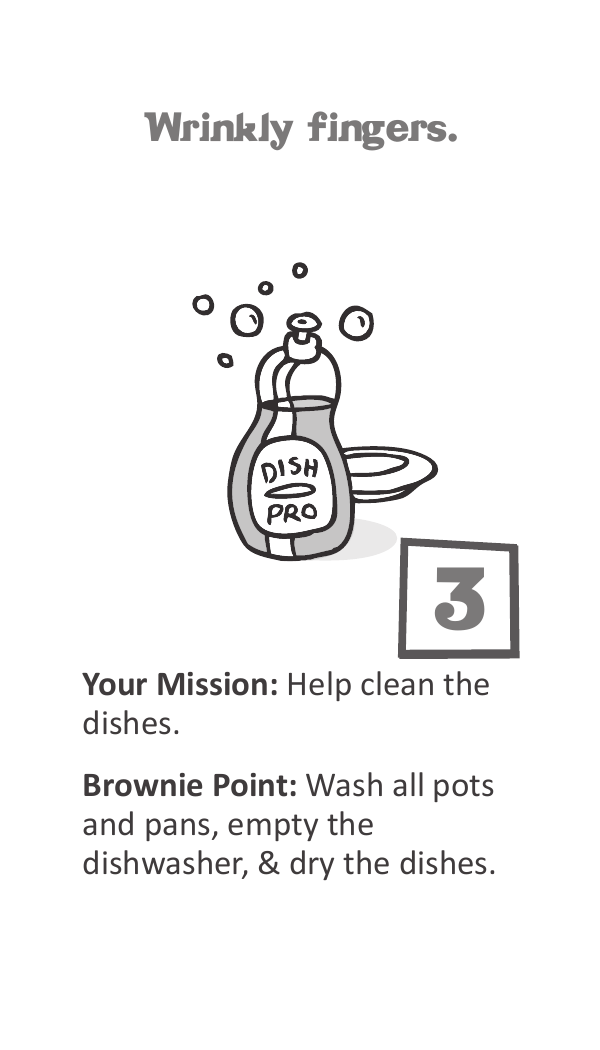 Wrinkly fingers.
DISH
PRO
3
Your Mission: Help clean the
dishes.
Brownie Point: Wash all pots
and pans, empty the
dishwasher, & dry the dishes.